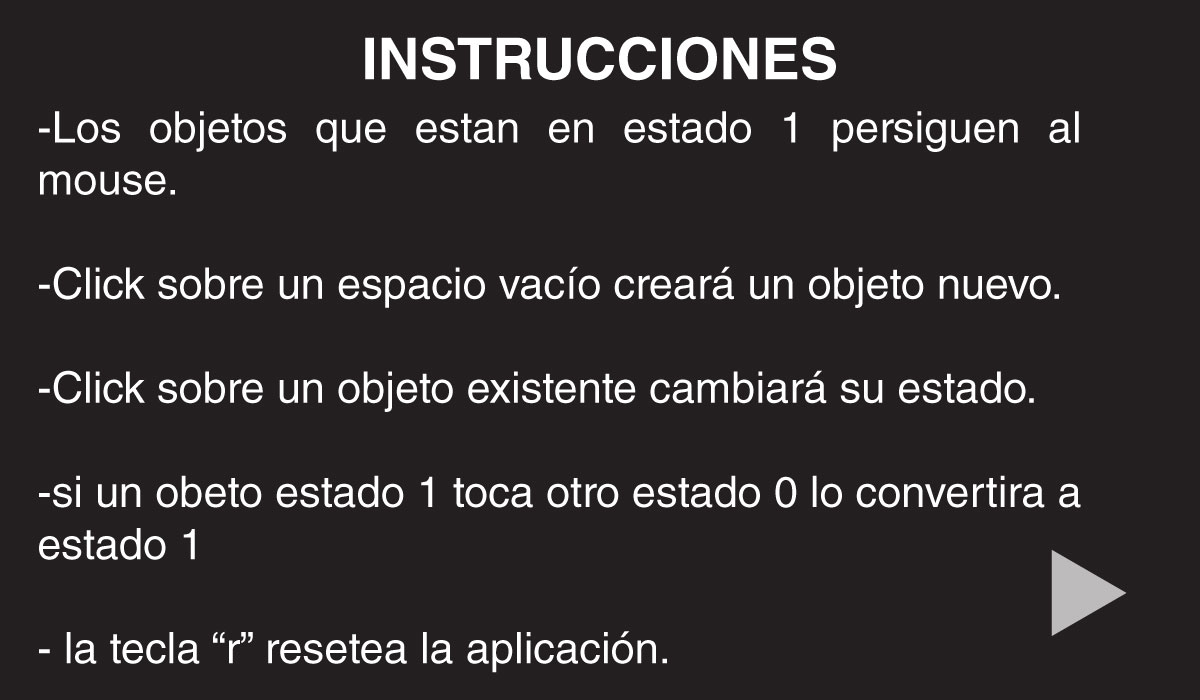 INSTRUCCIONES
-Los objetos que estan en estado 1 persiguen al
mouse.
-Click sobre un espacio vacío creará un objeto nuevo.
-Click sobre un objeto existente cambiará su estado.
-si un obeto estado 1 toca otro estado 0 lo convertira a
estado 1
- la tecla “r” resetea la aplicación.